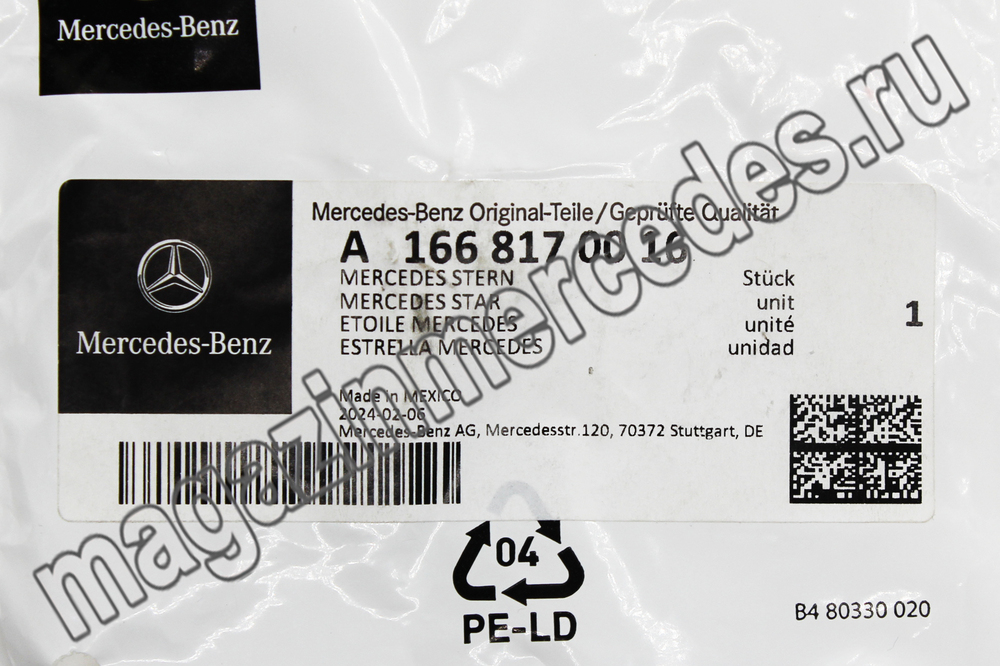 Mercedes-Benz
Mercedes-Benz Original-Teile/Geprüfte Qualität
A 166 817 00 16
MERCEDES STERN Stück
MERCEDES STAR unit
ETOILE MERCEDES unité
ESTRELLA MERCEDES unidad
1
Mercedes-Benz
Made in MEXICO
2024-02-06
Mercedes-Benz AG, Mercedesstr.120, 70372 Stuttgart, DE
04
PE-LD
B4 80330 020
magazinmercedes.ru